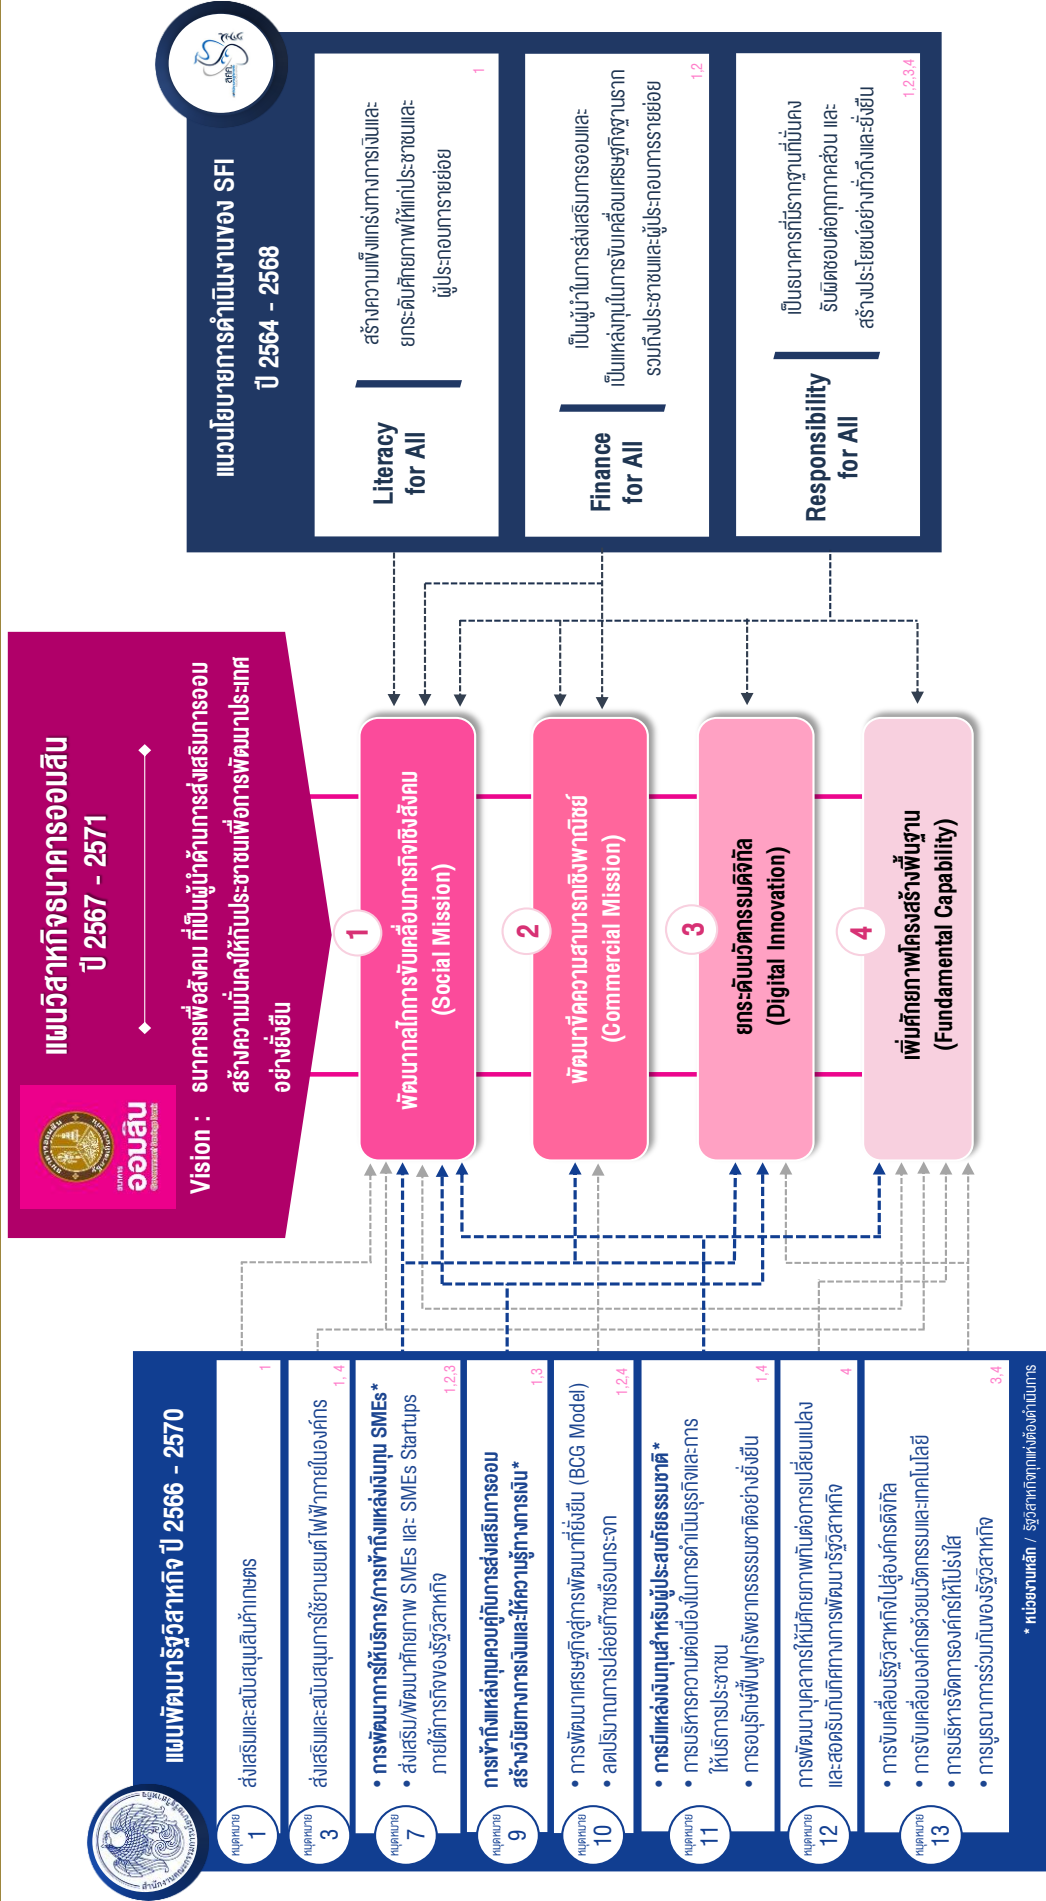 แผนพัฒนารัฐวิสาหกิจ ปี 2566 - 2570
หมุดหมาย
1
ส่งเสริมและสนับสนุนสินค้าเกษตร
1
หมุดหมาย
3
ส่งเสริมและสนับสนุนการใช้ยานยนต์ไฟฟ้าภายในองค์กร
1, 4
หมุดหมาย
7
• การพัฒนาการให้บริการ/การเข้าถึงแหล่งเงินทุน SMEs*
• ส่งเสริม/พัฒนาศักยภาพ SMEs และ SMEs Startups
ภายใต้ภารกิจของรัฐวิสาหกิจ
1,2,3
หมุดหมาย
9
การเข้าถึงแหล่งทุนควบคู่กับการส่งเสริมการออม
สร้างวินัยทางการเงินและให้ความรู้ทางการเงิน*
1,3
หมุดหมาย
10
• การพัฒนาเศรษฐกิจสู่การพัฒนาที่ยั่งยืน (BCG Model)
• ลดปริมาณการปล่อยก๊าซเรือนกระจก
1,2,4
หมุดหมาย
11
• การมีแหล่งเงินทุนสำหรับผู้ประสบภัยธรรมชาติ*
• การบริหารความต่อเนื่องในการดำเนินธุรกิจและการ
ให้บริการประชาชน
• การอนุรักษ์ฟื้นฟูทรัพยากรธรรมชาติอย่างยั่งยืน
1,4
หมุดหมาย
12
การพัฒนาบุคลากรให้มีศักยภาพทันต่อการเปลี่ยนแปลง
และสอดรับกับทิศทางการพัฒนารัฐวิสาหกิจ
4
หมุดหมาย
13
• การขับเคลื่อนรัฐวิสาหกิจไปสู่องค์กรดิจิทัล
• การขับเคลื่อนองค์กรด้วยนวัตกรรมและเทคโนโลยี
• การบริหารจัดการองค์กรให้โปร่งใส
• การบูรณาการร่วมกันของรัฐวิสาหกิจ
3,4
* หน่วยงานหลัก / รัฐวิสาหกิจทุกแห่งต้องดำเนินการ
ธนาคาร
ออมสิน
Government Savings Bank
แผนวิสาหกิจธนาคารออมสิน
ปี 2567 - 2571
Vision : ธนาคารเพื่อสังคม ที่เป็นผู้นำด้านการส่งเสริมการออม
สร้างความมั่นคงให้กับประชาชนเพื่อการพัฒนาประเทศ
อย่างยั่งยืน
1
พัฒนากลไกการขับเคลื่อนภารกิจเชิงสังคม
(Social Mission)
2
พัฒนาขีดความสามารถเชิงพาณิชย์
(Commercial Mission)
3
ยกระดับนวัตกรรมดิจิทัล
(Digital Innovation)
4
เพิ่มศักยภาพโครงสร้างพื้นฐาน
(Fundamental Capability)
สคร.
แนวนโยบายการดำเนินงานของ SFI
ปี 2564 - 2568
Literacy
for All
สร้างความแข็งแกร่งทางการเงินและ
ยกระดับศักยภาพให้แก่ประชาชนและ
ผู้ประกอบการายย่อย
1
Finance
for All
เป็นผู้นำในการส่งเสริมการออมและ
เป็นแหล่งทุนในการขับเคลื่อนเศรษฐกิจฐานราก
รวมถึงประชาชนและผู้ประกอบการรายย่อย
1,2
Responsibility
for All
เป็นธนาคารที่มีรากฐานที่มั่นคง
รับผิดชอบต่อทุกภาคส่วน และ
สร้างประโยชน์อย่างทั่วถึงและยั่งยืน
1,2,3,4